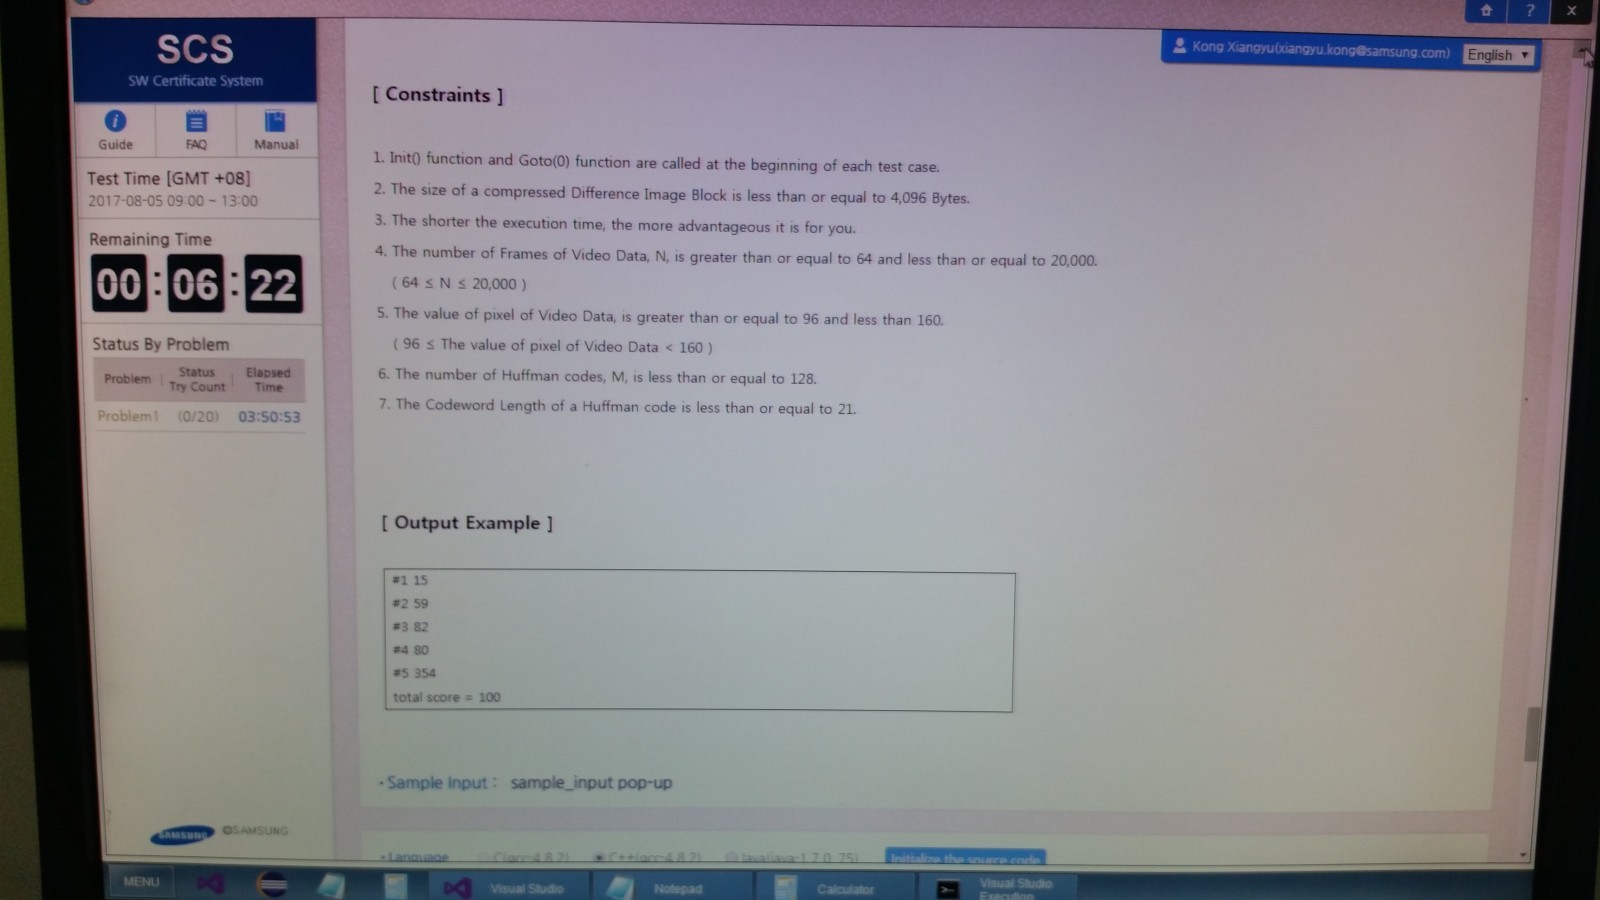 SCS
SW Certificate System
Guide FAQ Manual
Test Time [GMT +08]
2017-08-05 09:00 ~ 13:00
Remaining Time
00:06:22
Status By Problem
Problem Status Try Count Elapsed Time
Problem1 (0/20) 03:50:53
SAMSUNG ©SAMSUNG
? x
Kong Xiangyu(xiangyu.kong@samsung.com) English ▼
[ Constraints ]
1. Init() function and Goto(0) function are called at the beginning of each test case.
2. The size of a compressed Difference Image Block is less than or equal to 4,096 Bytes.
3. The shorter the execution time, the more advantageous it is for you.
4. The number of Frames of Video Data, N, is greater than or equal to 64 and less than or equal to 20,000.
( 64 ≤ N ≤ 20,000 )
5. The value of pixel of Video Data, is greater than or equal to 96 and less than 160.
( 96 ≤ The value of pixel of Video Data < 160 )
6. The number of Huffman codes, M, is less than or equal to 128.
7. The Codeword Length of a Huffman code is less than or equal to 21.
[ Output Example ]
#1 15
#2 59
#3 82
#4 80
#5 354
total score = 100
- Sample Input : sample_input pop-up
- Language C(gcc-4.8.2) C++(gcc-4.8.2) Java(java-1.7.0_75) Initialize the source code
MENU Visual Studio Notepad Calculator Visual Studio Execution